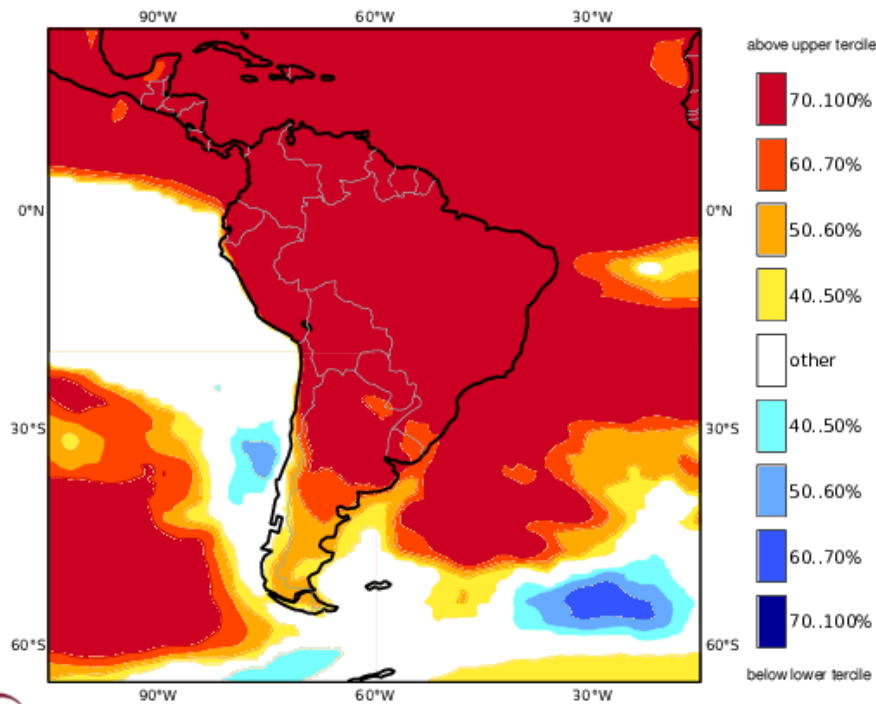 90°W 60°W 30°W
above upper tercile
70..100%
60..70%
0°N 0°N
50..60%
40..50%
other
30°S 30°S
40..50%
50..60%
60..70%
70..100%
60°S 60°S
below lower tercile
90°W 60°W 30°W